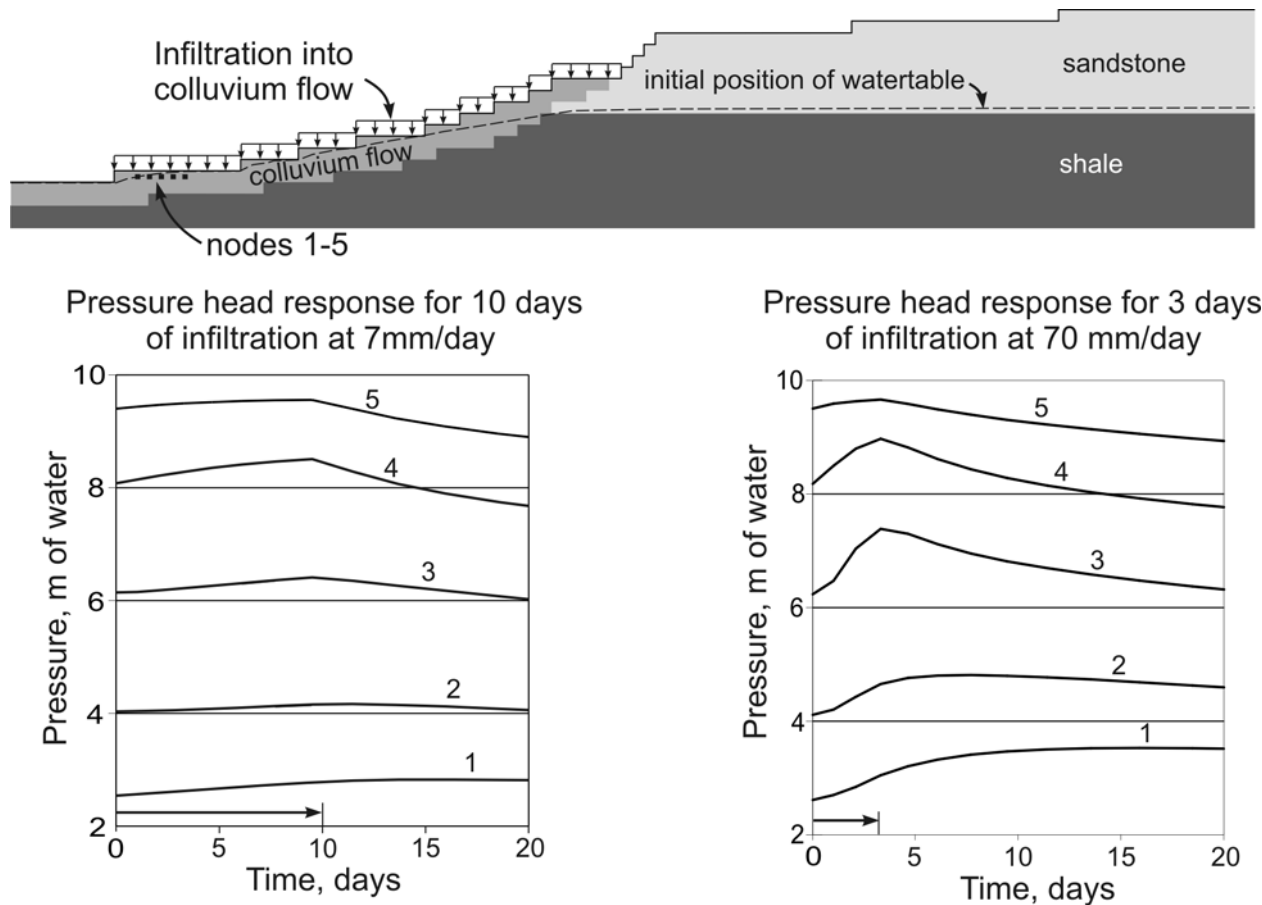 Infiltration into
colluvium flow
initial position of watertable
sandstone
colluvium flow
shale
nodes 1-5
Pressure head response for 10 days
of infiltration at 7mm/day
10
8
6
4
2
0
5
10
15
20
5
4
3
2
1
Pressure, m of water
Time, days
Pressure head response for 3 days
of infiltration at 70 mm/day
10
8
6
4
2
0
5
10
15
20
5
4
3
2
1
Pressure, m of water
Time, days